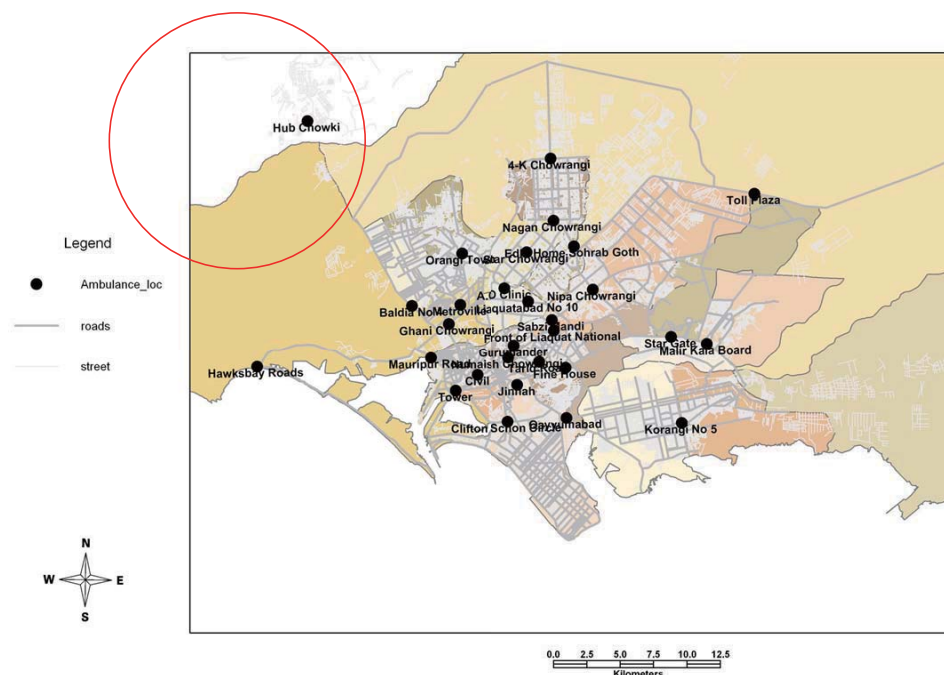 Hub Chowki
4-K Chowrangi
Toll Plaza
Nagan Chowrangi
Legend
Edhi Home Sohrab Goth
Orangi Town
Star Chowrangi
Ambulance_loc
A.O Clinic
Nipa Chowrangi
Baldia No
Metroville
Liaquatabad No 10
roads
Ghani Chowrangi
Sabzi Mandi
Front of Liaquat National
Star Gate
Malir Kala Board
Gurumander
street
Hawksbay Roads
Mauripur Road
Numaish Chowrangi
Fine House
Civil
Tower
Jinnah
Clifton Schon Circle
Qayyumabad
Korangi No 5
N
W
E
S
0.0 2.5 5.0 7.5 10.0 12.5
Kilometers